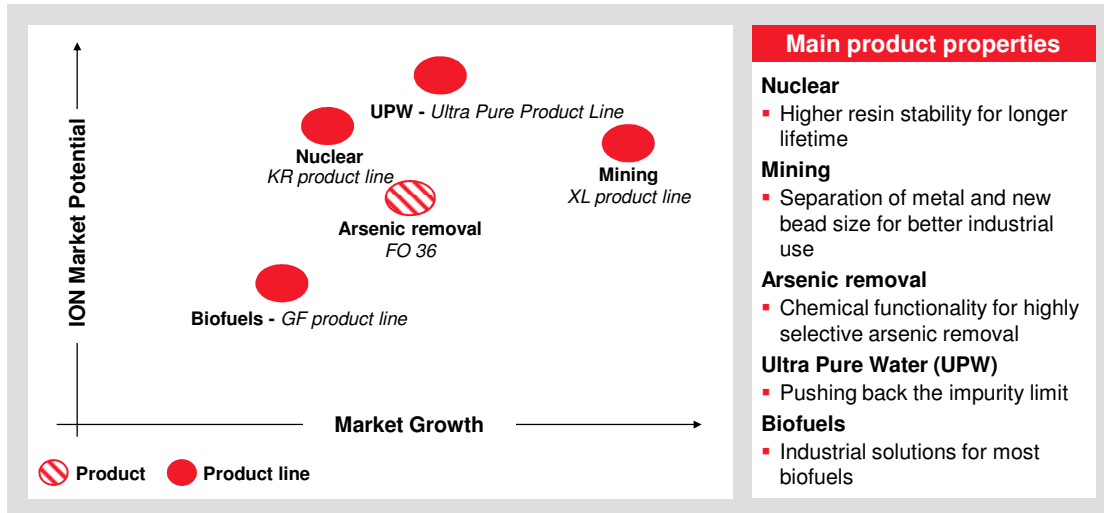 ION Market Potential
UPW - Ultra Pure Product Line
Nuclear
KR product line
Mining
XL product line
Arsenic removal
FO 36
Biofuels - GF product line
Market Growth
Product
Product line
Main product properties
Nuclear
▪ Higher resin stability for longer
lifetime
Mining
▪ Separation of metal and new
bead size for better industrial
use
Arsenic removal
▪ Chemical functionality for highly
selective arsenic removal
Ultra Pure Water (UPW)
▪ Pushing back the impurity limit
Biofuels
▪ Industrial solutions for most
biofuels